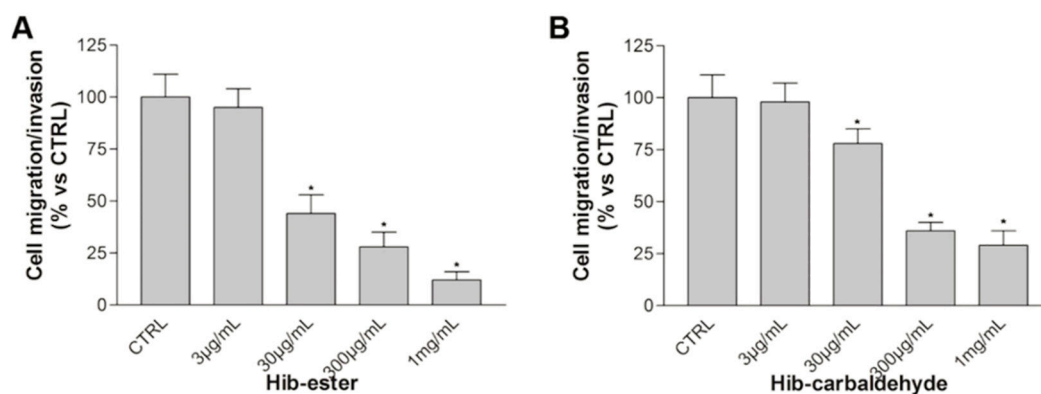 A
Cell migration/invasion
(% vs CTRL)
125
100
75
50
25
0
*
*
*
CTRL
3µg/mL
30µg/mL
300µg/mL
1mg/mL
Hib-ester
B
Cell migration/invasion
(% vs CTRL)
125
100
75
50
25
0
*
*
*
CTRL
3µg/mL
30µg/mL
300µg/mL
1mg/mL
Hib-carbaldehyde